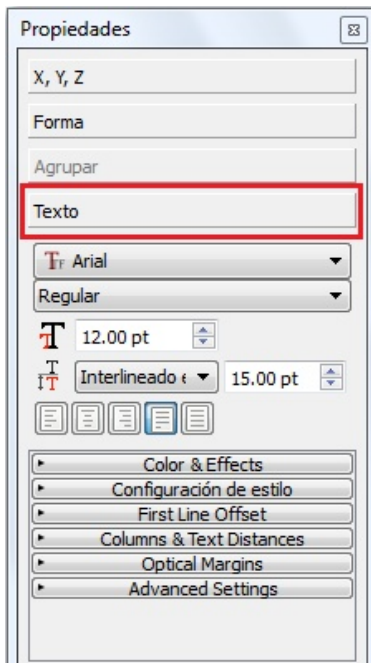 Propiedades
X, Y, Z
Forma
Agrupar
Texto
Arial
Regular
12.00 pt
Interlineado e 15.00 pt
Color & Effects
Configuración de estilo
First Line Offset
Columns & Text Distances
Optical Margins
Advanced Settings